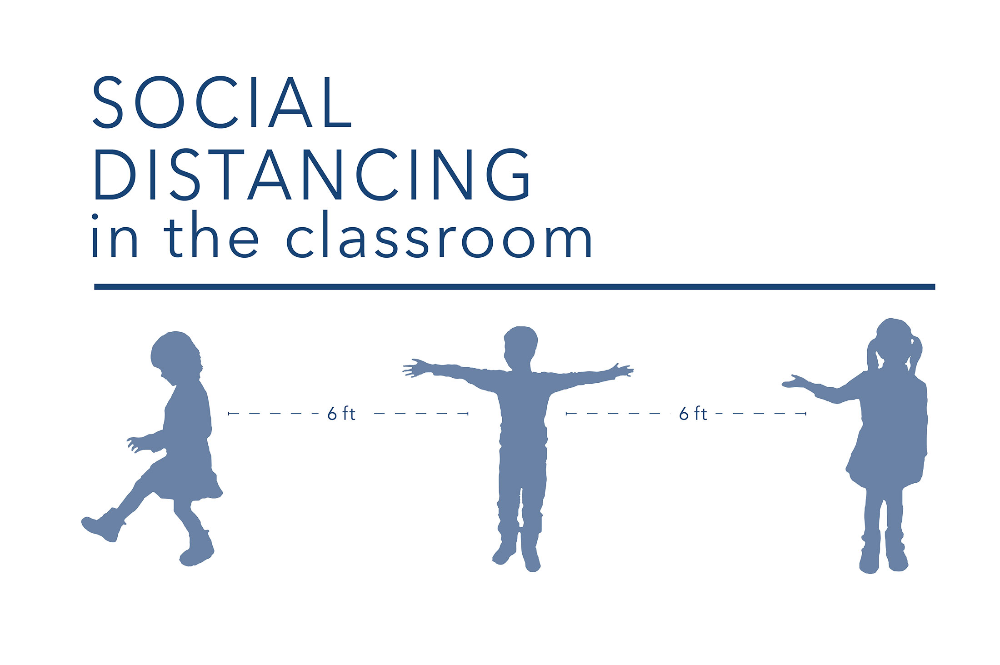 SOCIAL
DISTANCING
in the classroom
6 ft
6 ft